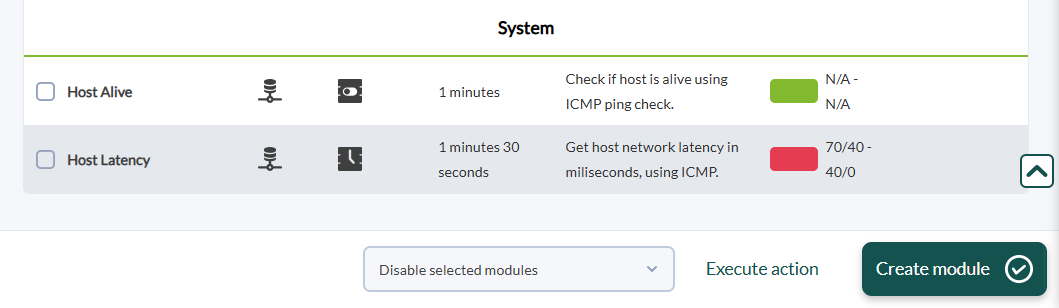 System
Host Alive
1 minutes
Check if host is alive using
ICMP ping check.
N/A -
N/A
Host Latency
1 minutes 30
seconds
Get host network latency in
miliseconds, using ICMP.
70/40 -
40/0
Disable selected modules
Execute action
Create module